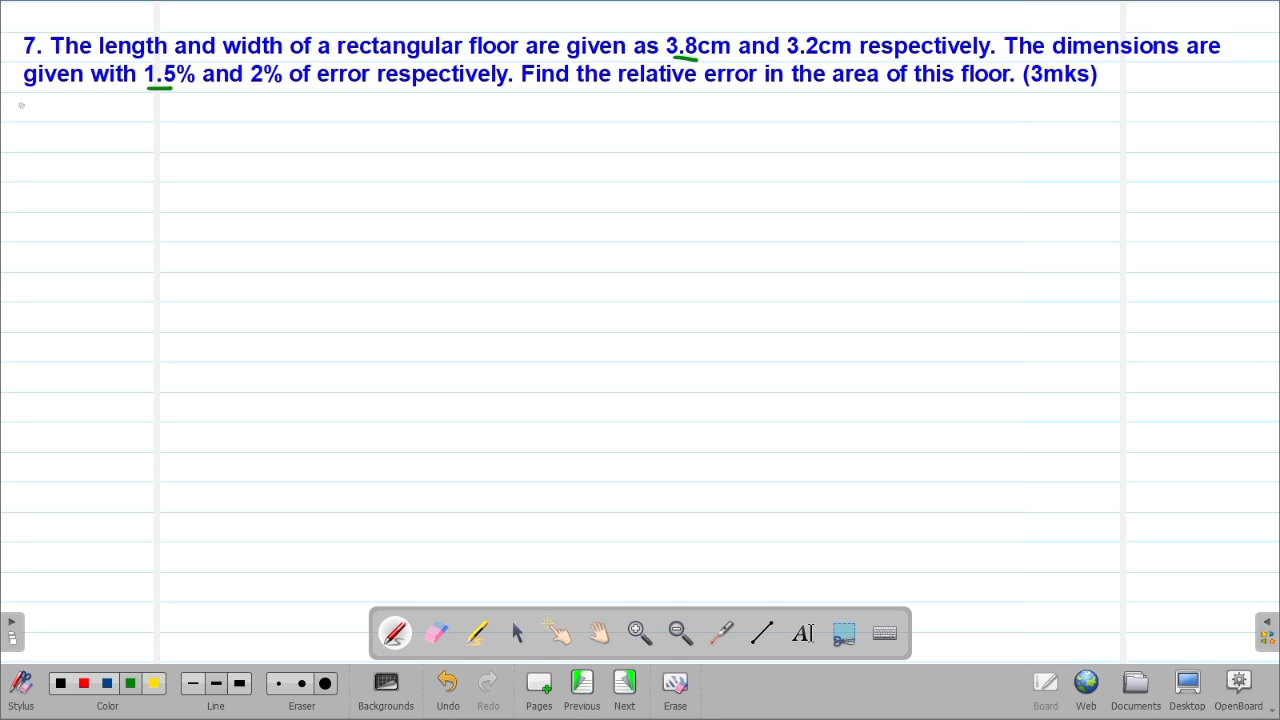 7. The length and width of a rectangular floor are given as 3.8cm and 3.2cm respectively. The dimensions are
given with 1.5% and 2% of error respectively. Find the relative error in the area of this floor. (3mks)
AI
Stylus Color Line Eraser Backgrounds Undo Redo Pages Previous Next Erase Board Web Documents Desktop OpenBoard